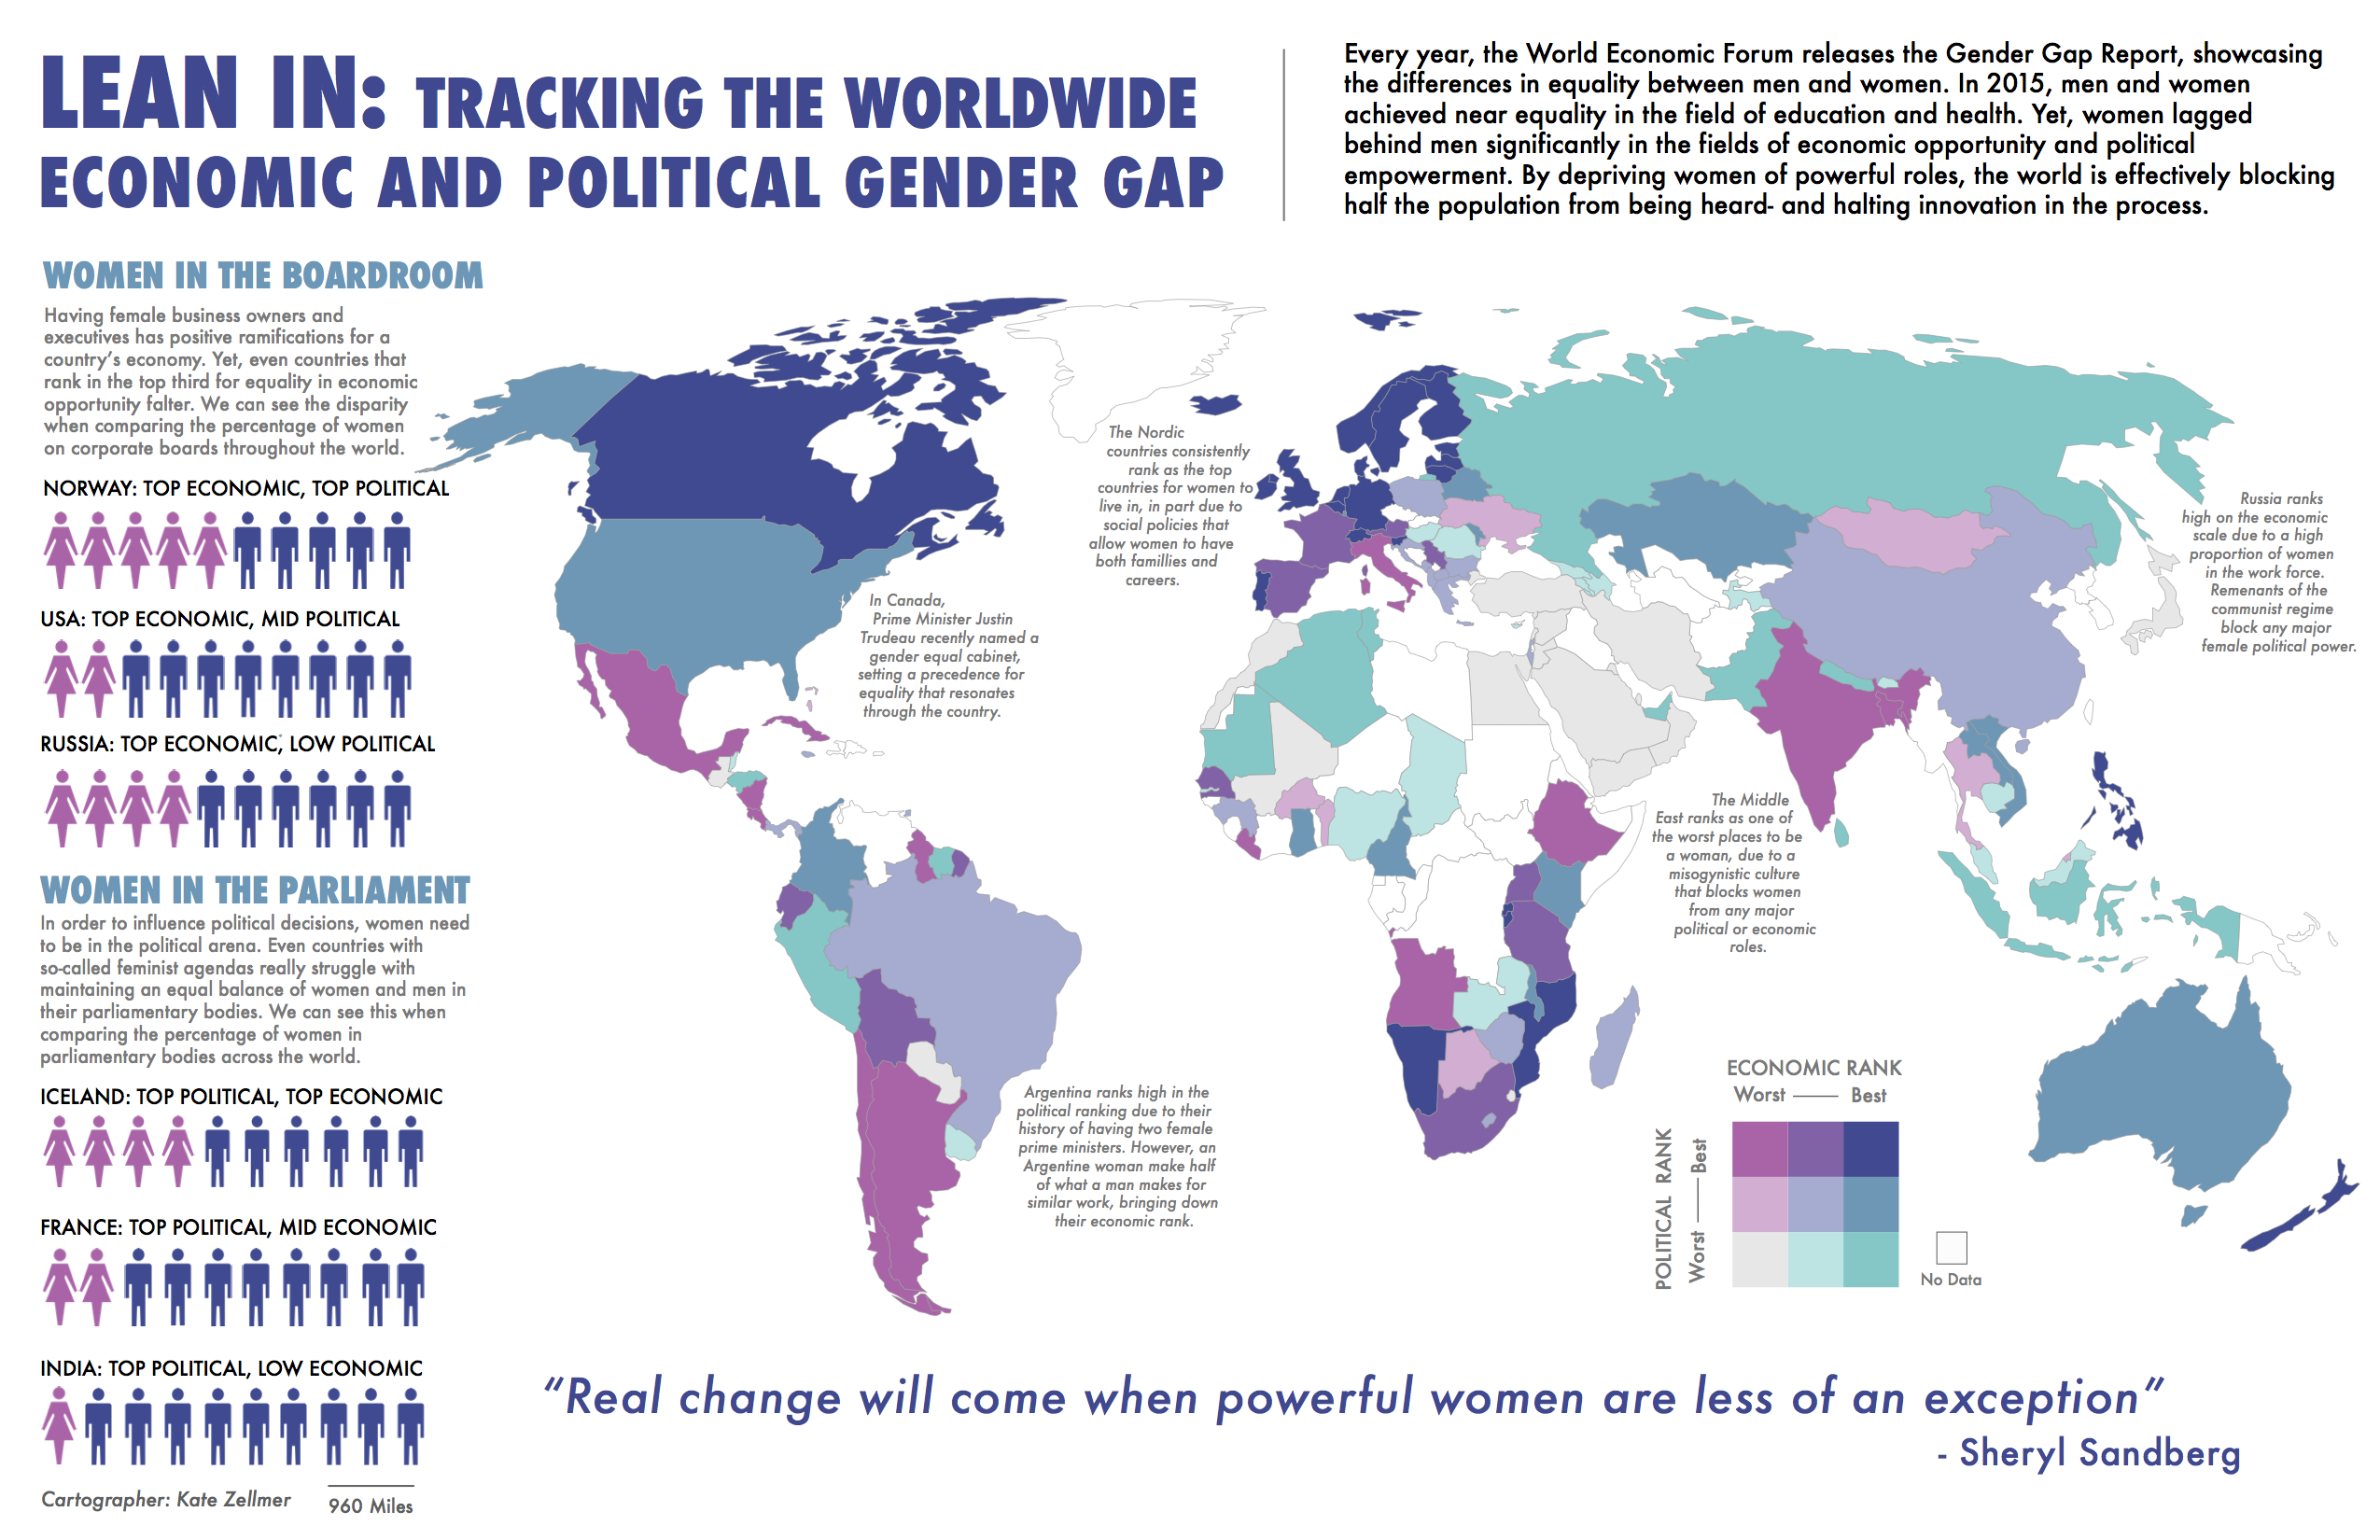 LEAN IN: TRACKING THE WORLDWIDE
ECONOMIC AND POLITICAL GENDER GAP
Every year, the World Economic Forum releases the Gender Gap Report, showcasing
the differences in equality between men and women. In 2015, men and women
achieved near equality in the field of education and health. Yet, women lagged
behind men significantly in the fields of economic opportunity and political
empowerment. By depriving women of powerful roles, the world is effectively blocking
half the population from being heard- and halting innovation in the process.
WOMEN IN THE BOARDROOM
Having female business owners and
executives has positive ramifications for a
country's economy. Yet, even countries that
rank in the top third for equality in economic
opportunity falter. We can see the disparity
when comparing the percentage of women
on corporate boards throughout the world.
NORWAY: TOP ECONOMIC, TOP POLITICAL
USA: TOP ECONOMIC, MID POLITICAL
RUSSIA: TOP ECONOMIC, LOW POLITICAL
WOMEN IN THE PARLIAMENT
In order to influence political decisions, women need
to be in the political arena. Even countries with
so-called feminist agendas really struggle with
maintaining an equal balance of women and men in
their parliamentary bodies. We can see this when
comparing the percentage of women in
parliamentary bodies across the world.
ICELAND: TOP POLITICAL, TOP ECONOMIC
FRANCE: TOP POLITICAL, MID ECONOMIC
INDIA: TOP POLITICAL, LOW ECONOMIC
Cartographer: Kate Zellmer
960 Miles
The Nordic
countries consistently
rank as the top
countries for women to
live in, in part due to
social policies that
allow women to have
both famillies and
careers.
In Canada,
Prime Minister Justin
Trudeau recently named a
gender equal cabinet,
setting a precedence for
equality that resonates
through the country.
Russia ranks
high on the economic
scale due to a high
proportion of women
in the work force.
Remenants of the
communist regime
block any major
female political power.
The Middle
East ranks as one of
the worst places to be
a woman, due to a
misogynistic culture
that blocks women
from any major
political or economic
roles.
Argentina ranks high in the
political ranking due to their
history of having two female
prime ministers. However, an
Argentine woman make half
of what a man makes for
similar work, bringing down
their economic rank.
ECONOMIC RANK
Worst Best
POLITICAL RANK
Worst Best
No Data
"Real change will come when powerful women are less of an exception"
- Sheryl Sandberg